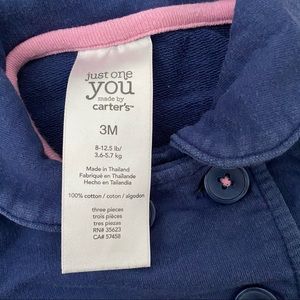 just one
you
made by
carter's™
3M
8-12.5 lb/
3.6-5.7 kg
Made in Thailand
Fabriqué en Thaïlande
Hecho en Tailandia
100% cotton / coton / algodon
three pieces
trois pièces
tres piezas
RN# 35623
CA# 57458